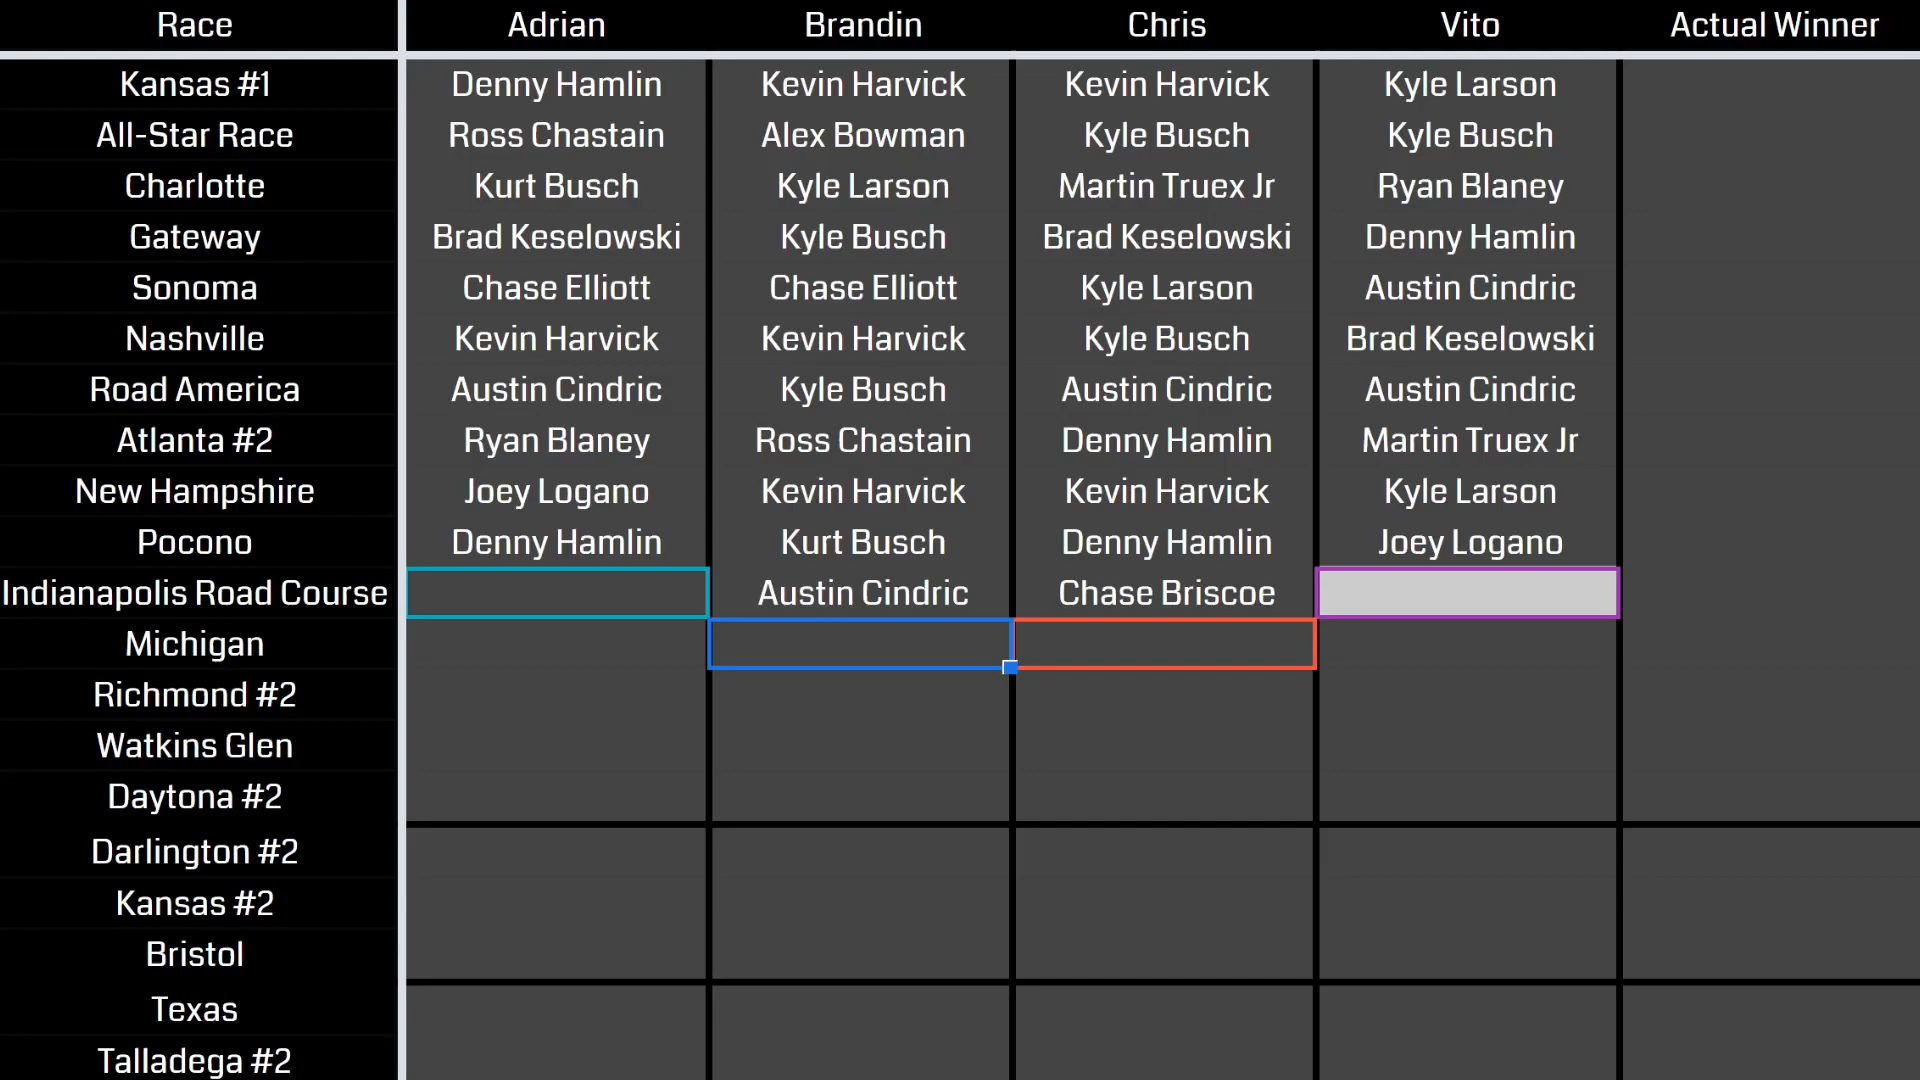 Race Adrian Brandin Chris Vito Actual Winner
Kansas #1 Denny Hamlin Kevin Harvick Kevin Harvick Kyle Larson
All-Star Race Ross Chastain Alex Bowman Kyle Busch Kyle Busch
Charlotte Kurt Busch Kyle Larson Martin Truex Jr Ryan Blaney
Gateway Brad Keselowski Kyle Busch Brad Keselowski Denny Hamlin
Sonoma Chase Elliott Chase Elliott Kyle Larson Austin Cindric
Nashville Kevin Harvick Kevin Harvick Kyle Busch Brad Keselowski
Road America Austin Cindric Kyle Busch Austin Cindric Austin Cindric
Atlanta #2 Ryan Blaney Ross Chastain Denny Hamlin Martin Truex Jr
New Hampshire Joey Logano Kevin Harvick Kevin Harvick Kyle Larson
Pocono Denny Hamlin Kurt Busch Denny Hamlin Joey Logano
Indianapolis Road Course Austin Cindric Chase Briscoe
Michigan
Richmond #2
Watkins Glen
Daytona #2
Darlington #2
Kansas #2
Bristol
Texas
Talladega #2